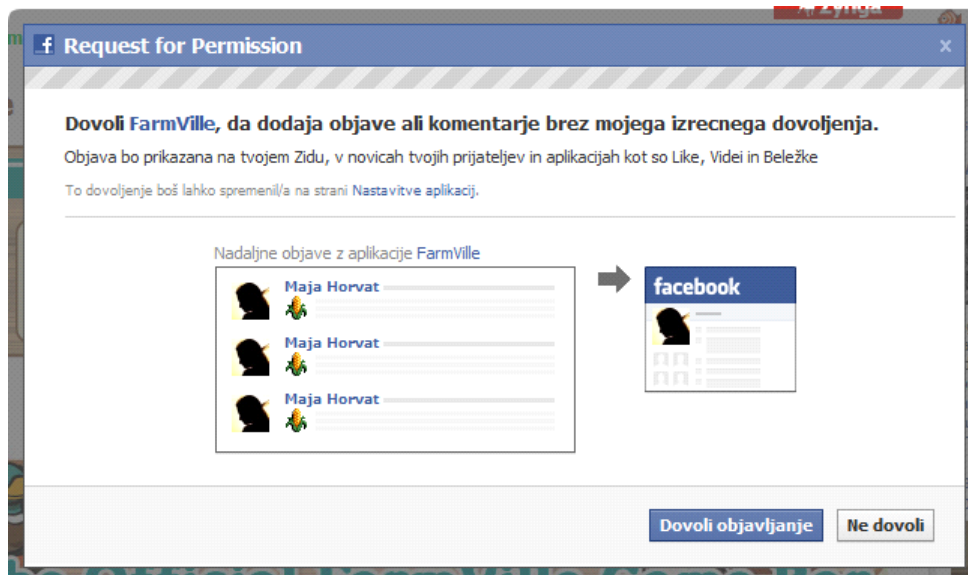 Zynga
f Request for Permission x
Dovoli FarmVille, da dodaja objave ali komentarje brez mojega izrecnega dovoljenja.
Objava bo prikazana na tvojem Zidu, v novicah tvojih prijateljev in aplikacijah kot so Like, Videi in Beležke
To dovoljenje boš lahko spremenil/a na strani Nastavitve aplikacij.
Nadaljne objave z aplikacije FarmVille
Maja Horvat
Maja Horvat
Maja Horvat
facebook
Dovoli objavljanje
Ne dovoli